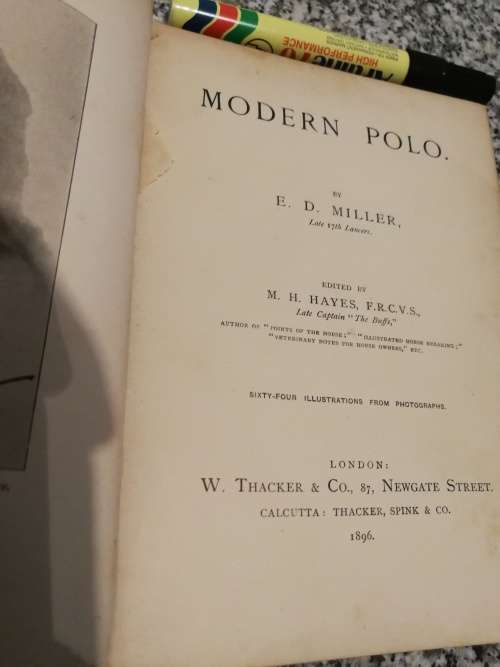 Artline 70
HIGH PERFORMANCE
MODERN POLO.
BY
E. D. MILLER,
Late 17th Lancers.
EDITED BY
M. H. HAYES, F.R.C.V.S.,
Late Captain "The Buffs,"
AUTHOR OF "POINTS OF THE HORSE;" "ILLUSTRATED HORSE BREAKING;"
"VETERINARY NOTES FOR HORSE OWNERS," ETC.
SIXTY-FOUR ILLUSTRATIONS FROM PHOTOGRAPHS.
LONDON:
W. THACKER & CO., 87, NEWGATE STREET.
CALCUTTA: THACKER, SPINK & CO.
1896.